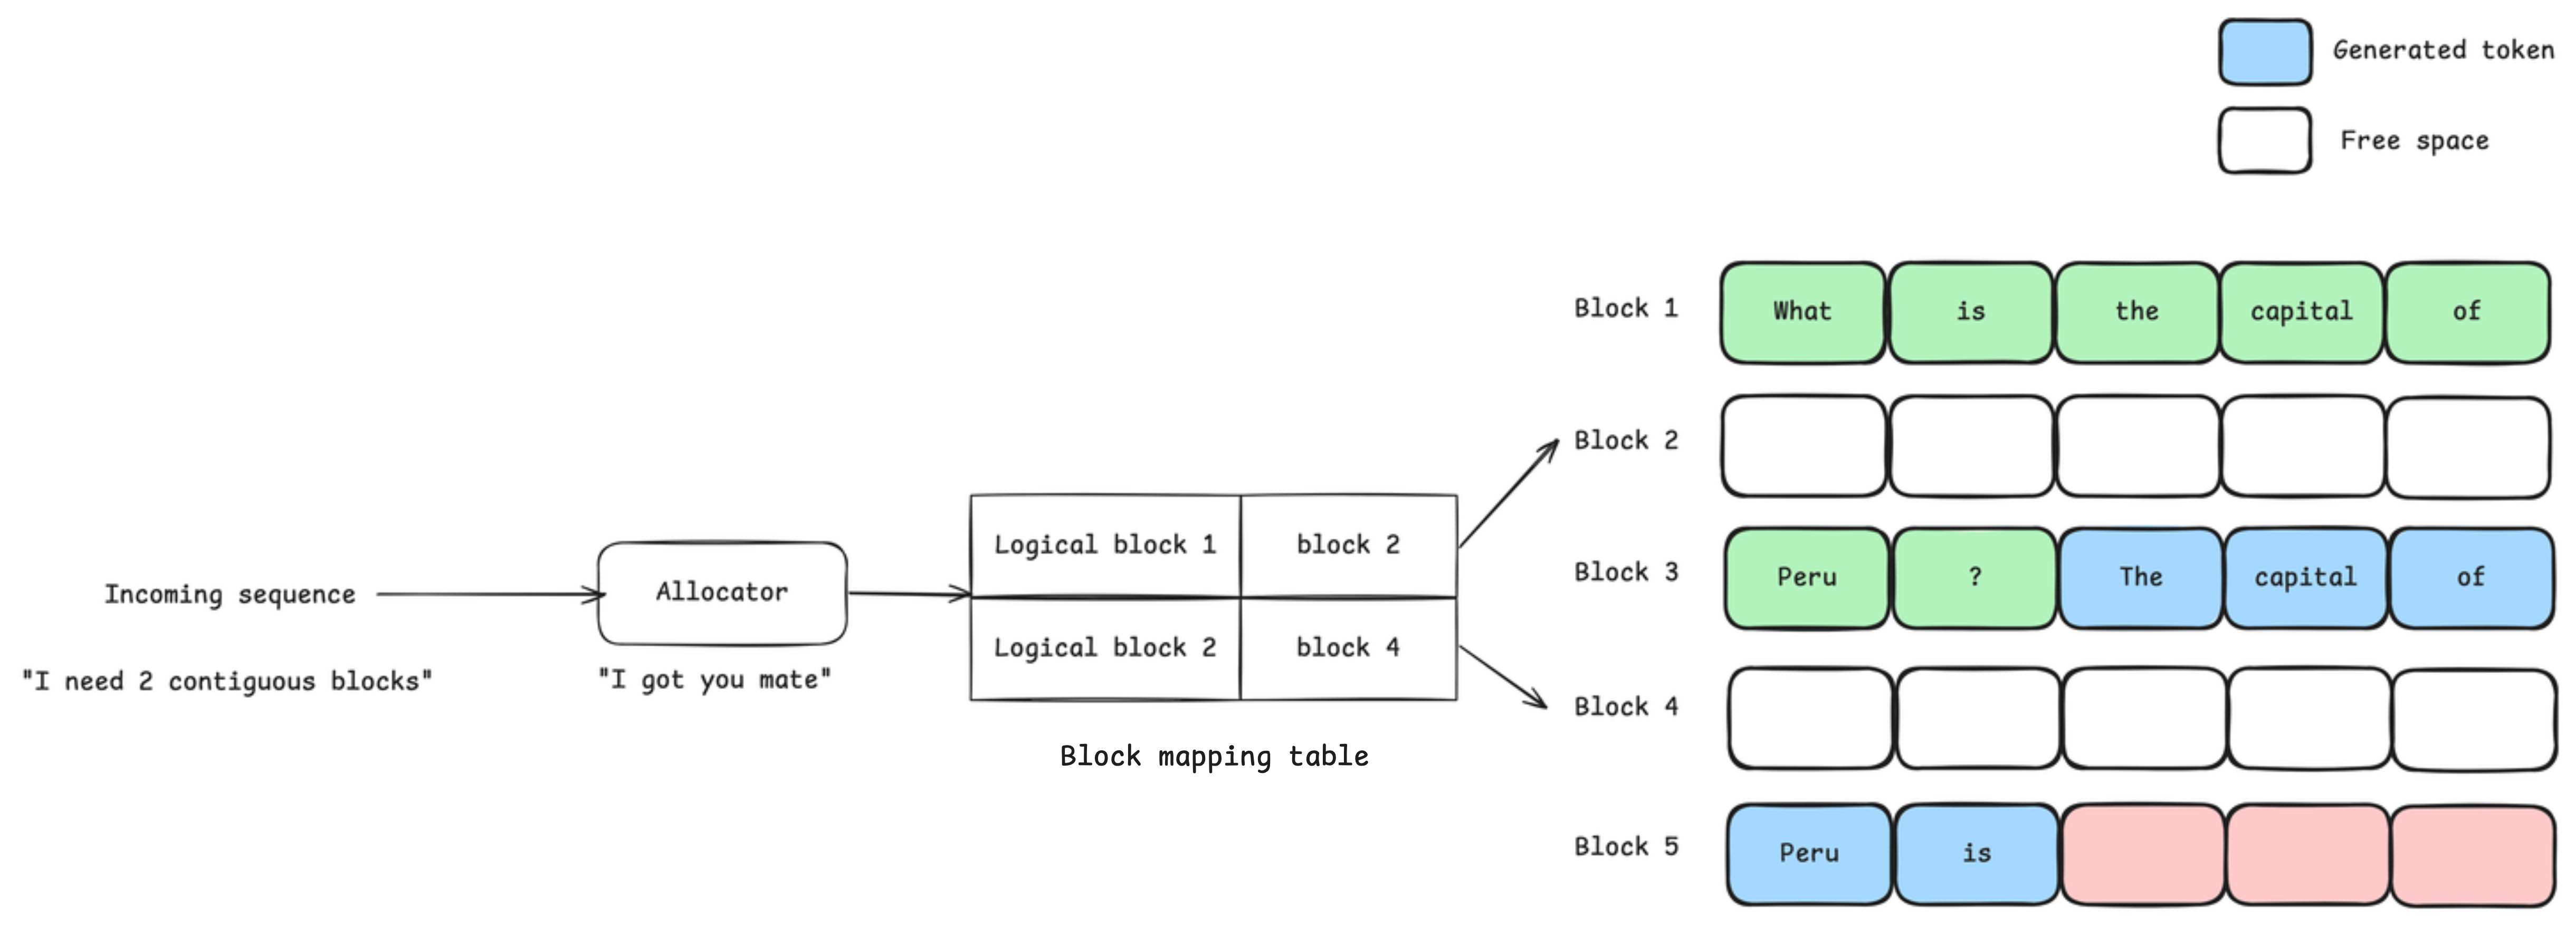 Generated token
Free space
Block 1
What is the capital of
Block 2
Block 3
Peru ? The capital of
Block 4
Block 5
Peru is
Incoming sequence
"I need 2 contiguous blocks"
Allocator
"I got you mate"
Logical block 1 block 2
Logical block 2 block 4
Block mapping table